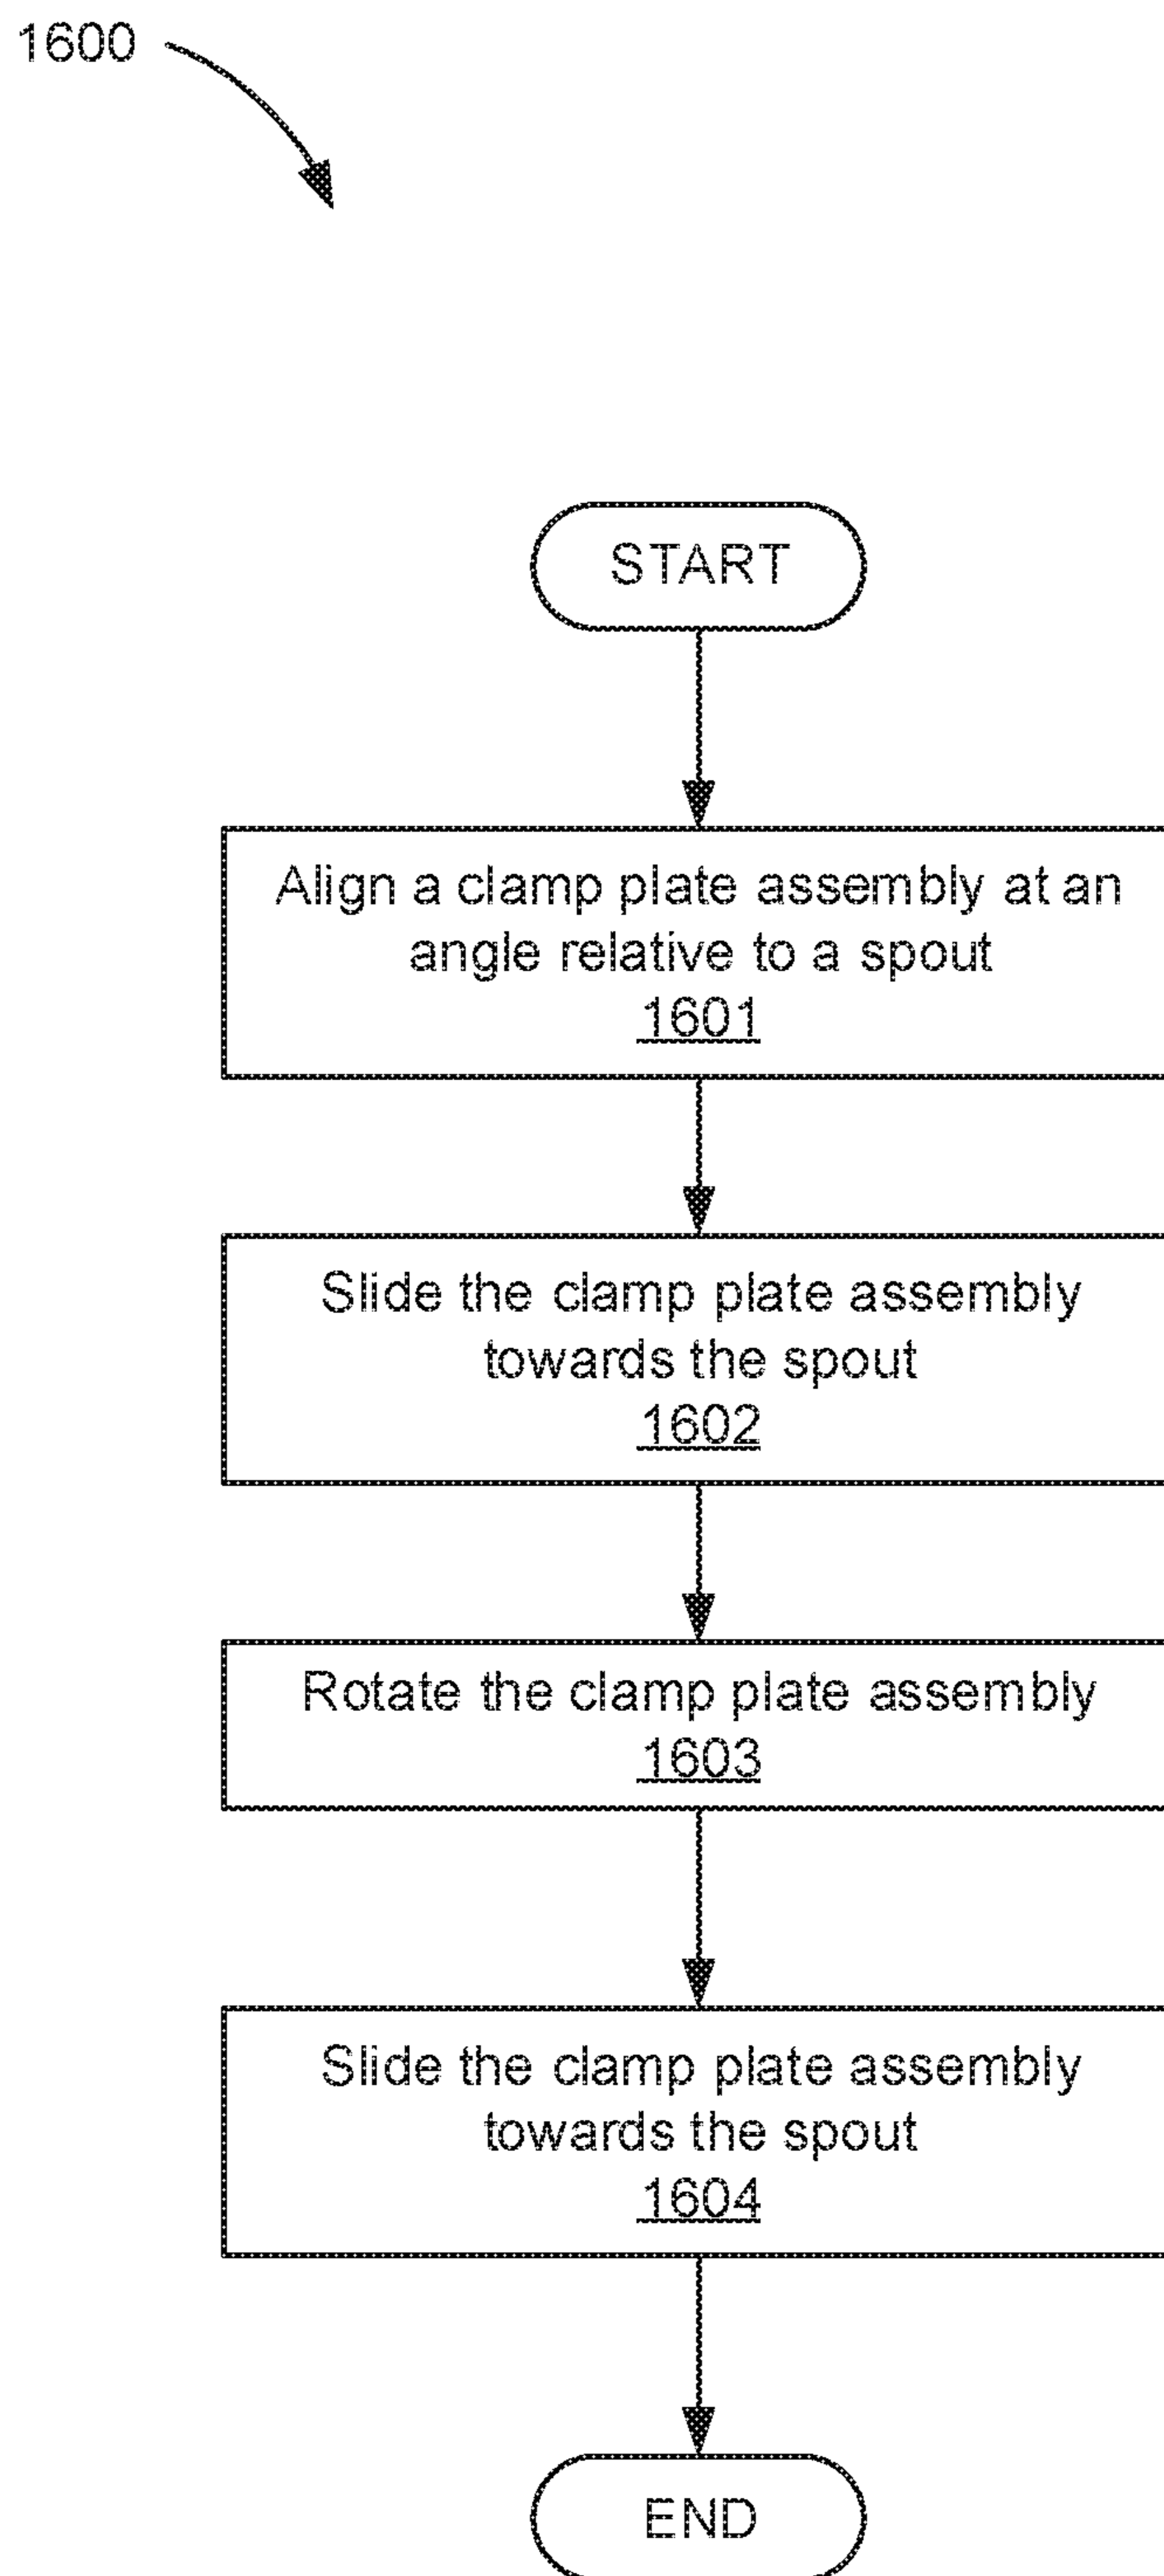 1600
START
Align a clamp plate assembly at an
angle relative to a spout
1601
Slide the clamp plate assembly
towards the spout
1602
Rotate the clamp plate assembly
1603
Slide the clamp plate assembly
towards the spout
1604
END